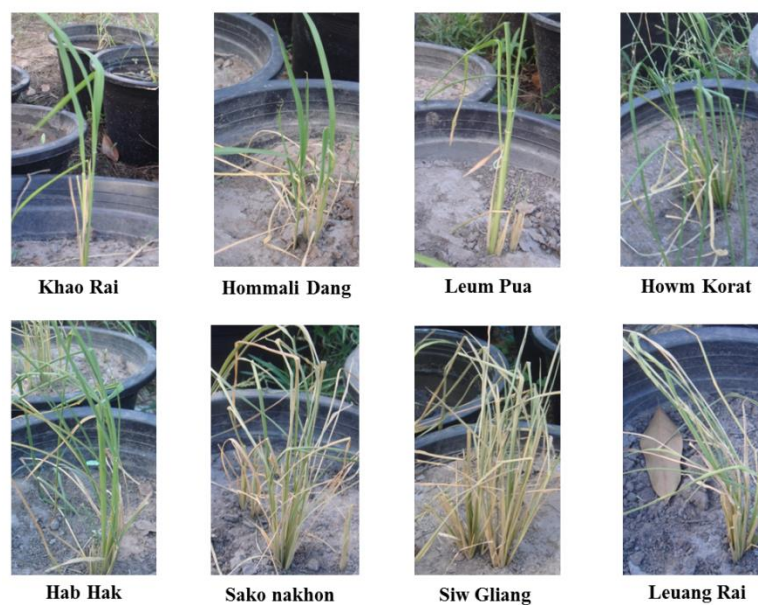 Khao Rai
Hommali Dang
Leum Pua
Howm Korat
Hab Hak
Sako nakhon
Siw Gliang
Leuang Rai